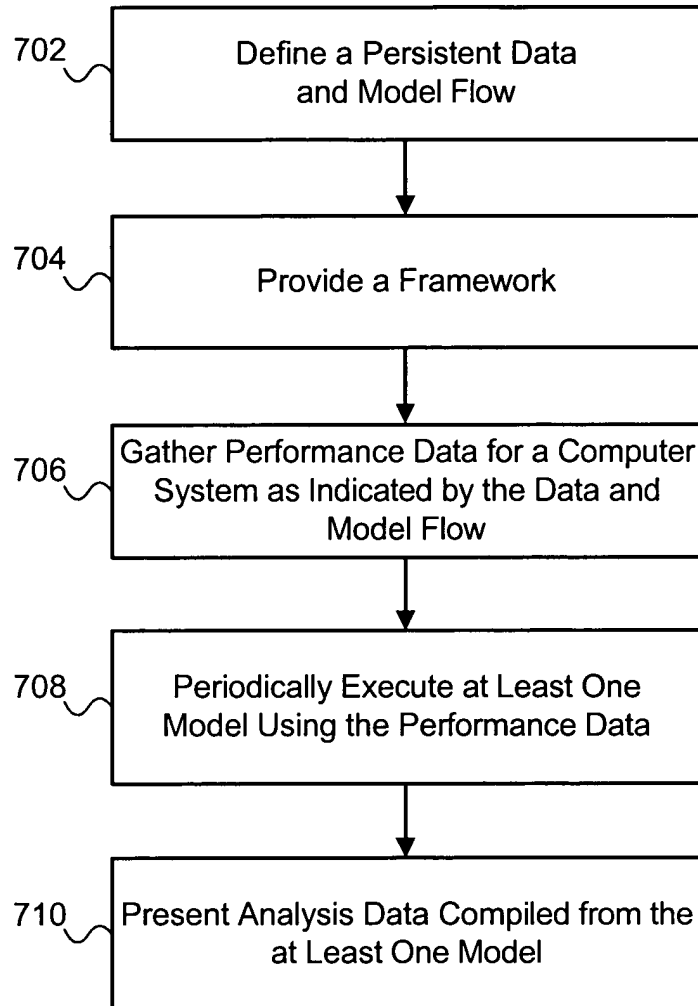 702
Define a Persistent Data
and Model Flow
704
Provide a Framework
706
Gather Performance Data for a Computer
System as Indicated by the Data and
Model Flow
708
Periodically Execute at Least One
Model Using the Performance Data
710
Present Analysis Data Compiled from the
at Least One Model